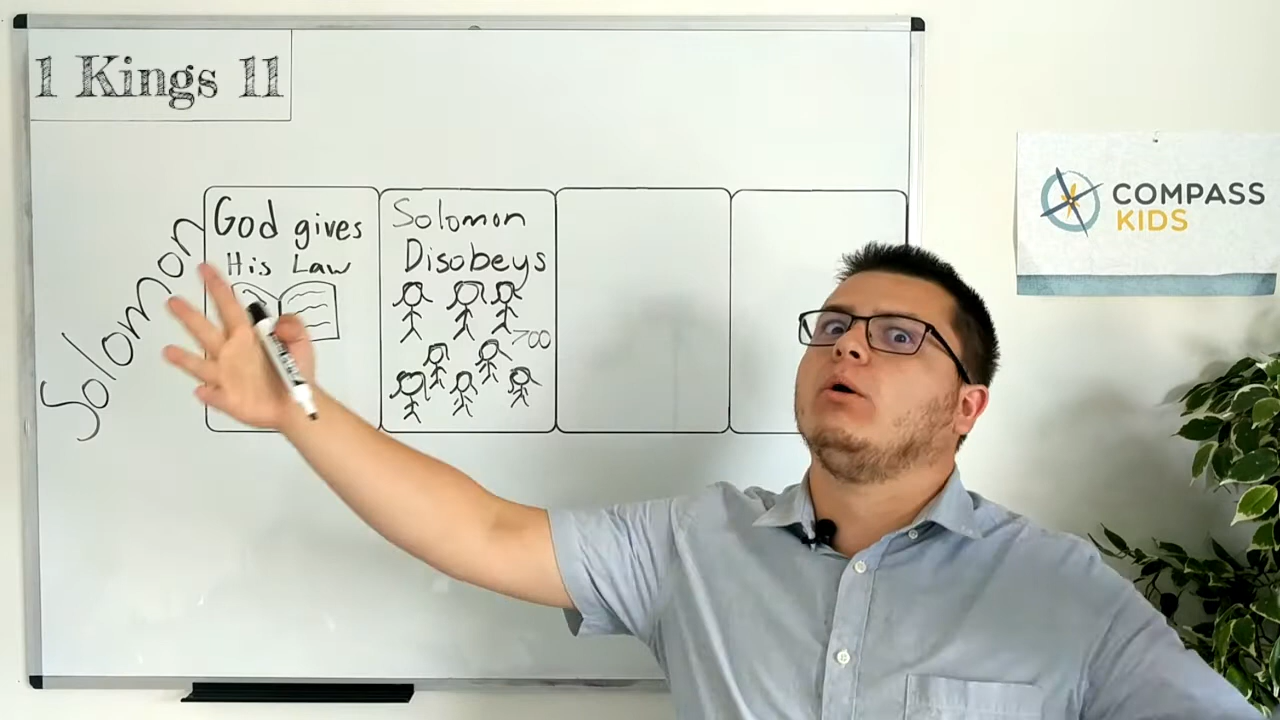 1 Kings 11
Solomon
God gives
His Law
Solomon
Disobeys
700
COMPASS
KIDS